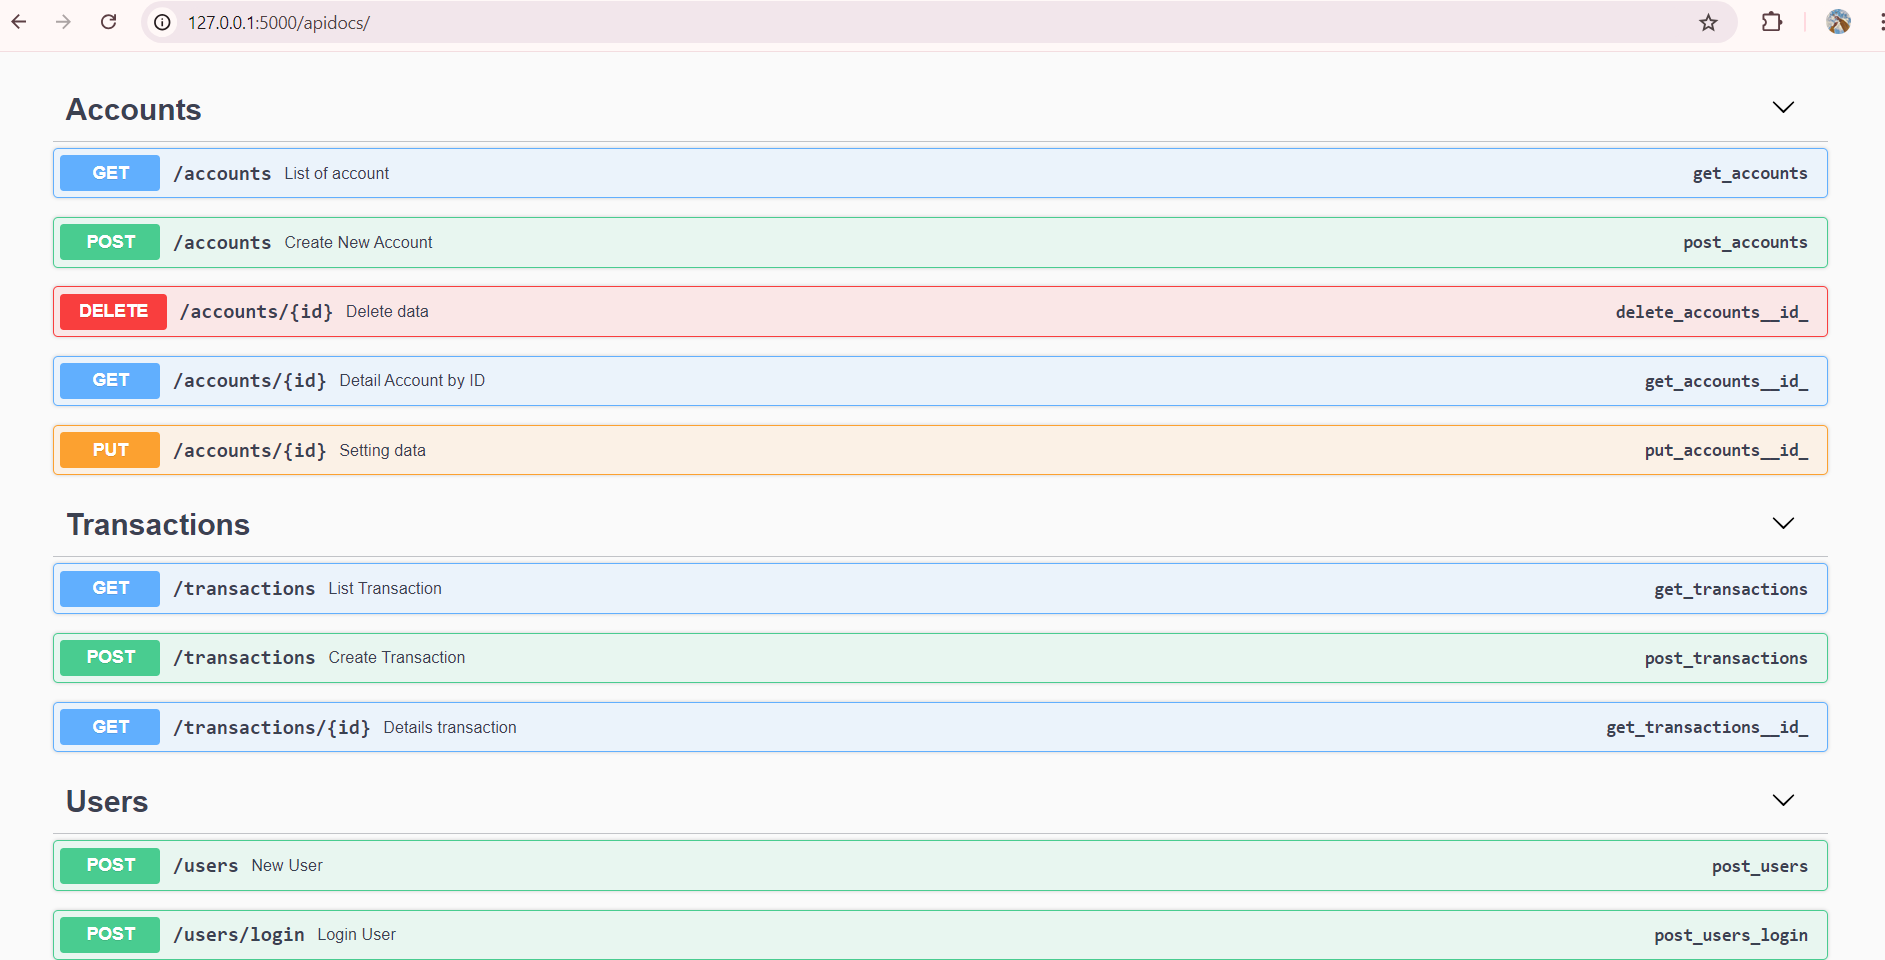 127.0.0.1:5000/apidocs/
Accounts
GET /accounts List of account get_accounts
POST /accounts Create New Account post_accounts
DELETE /accounts/{id} Delete data delete_accounts__id_
GET /accounts/{id} Detail Account by ID get_accounts__id_
PUT /accounts/{id} Setting data put_accounts__id_
Transactions
GET /transactions List Transaction get_transactions
POST /transactions Create Transaction post_transactions
GET /transactions/{id} Details transaction get_transactions__id_
Users
POST /users New User post_users
POST /users/login Login User post_users_login